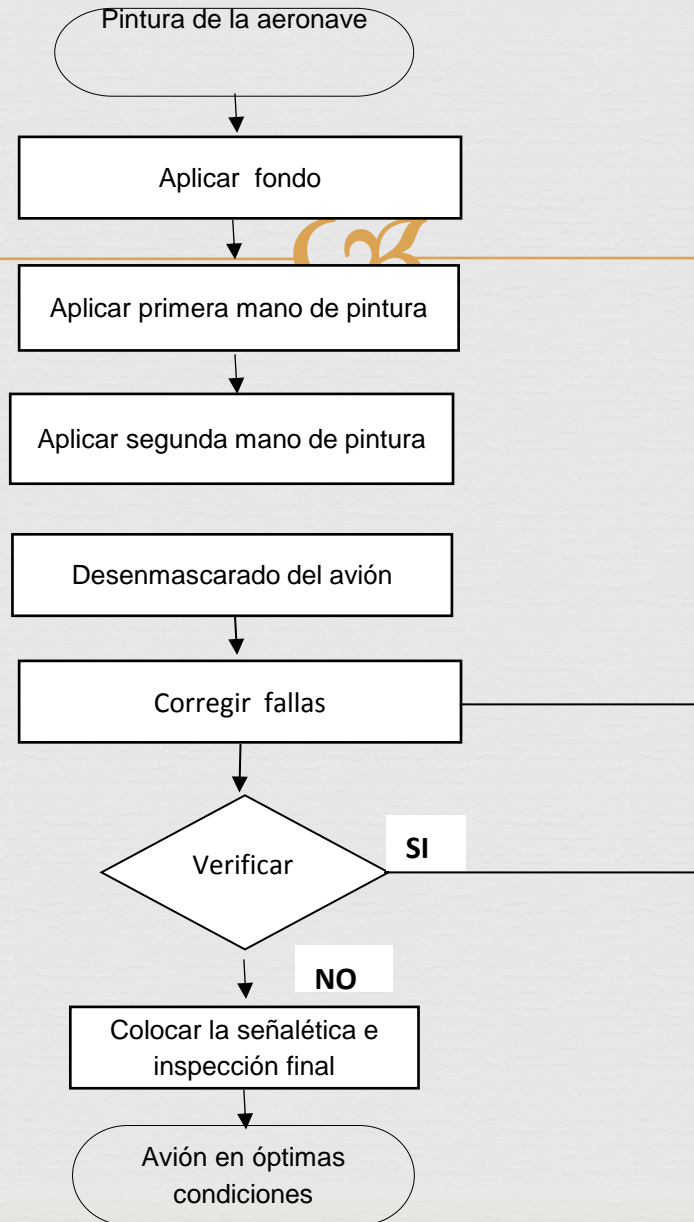 Pintura de la aeronave
Aplicar fondo
Aplicar primera mano de pintura
Aplicar segunda mano de pintura
Desenmascarado del avión
Corregir fallas
Verificar
SI
NO
Colocar la señalética e
inspección final
Avión en óptimas
condiciones